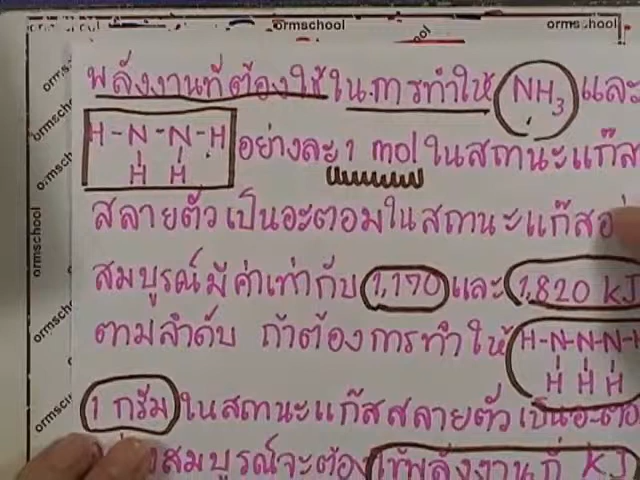 ormschool ormschool
พลังงานที่ต้องใช้ในการทำให้ NH3 และ
H-N-N-H อย่างละ 1 mol ในสถานะแก๊ส
H H
สลายตัวเป็นอะตอมในสถานะแก๊สอ
สมบูรณ์มีค่าเท่ากับ 1,170 และ 1,820 kJ
ตามลำดับ ถ้าต้องการทำให้ H-N-N-N-H
H H H
1 กรัม ในสถานะแก๊สสลายตัวเป็นอะตอ
สมบูรณ์จะต้องใช้พลังงานกี่ kJ
ormschool